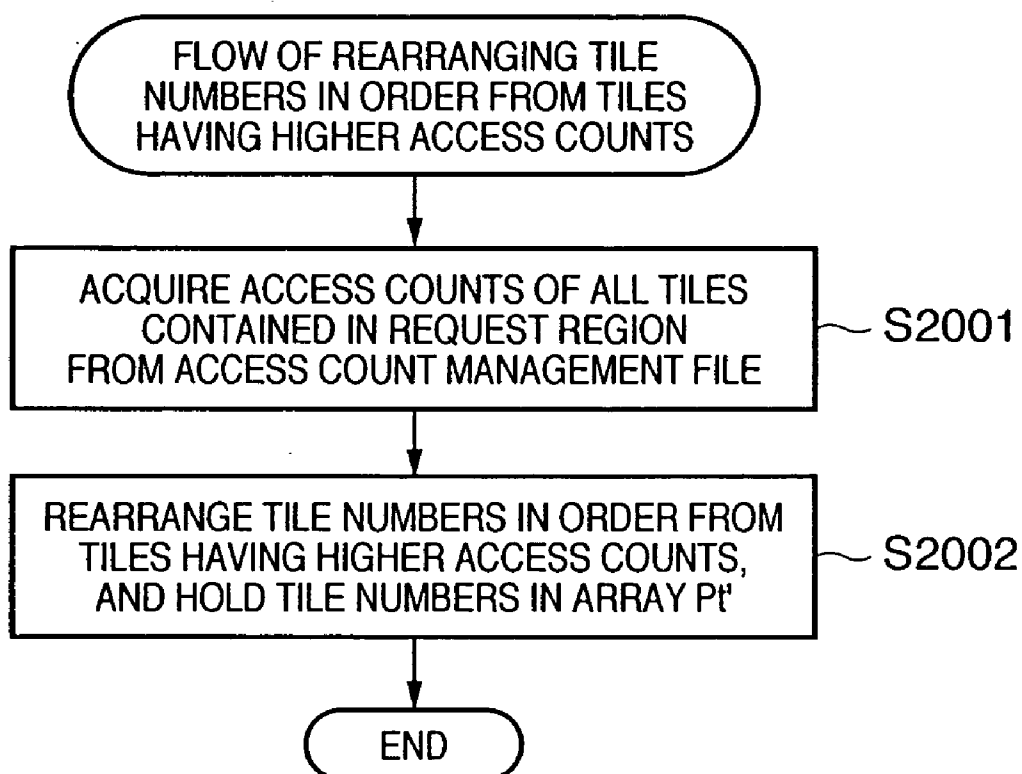 FLOW OF REARRANGING TILE
NUMBERS IN ORDER FROM TILES
HAVING HIGHER ACCESS COUNTS
ACQUIRE ACCESS COUNTS OF ALL TILES
CONTAINED IN REQUEST REGION
FROM ACCESS COUNT MANAGEMENT FILE
S2001
REARRANGE TILE NUMBERS IN ORDER FROM
TILES HAVING HIGHER ACCESS COUNTS,
AND HOLD TILE NUMBERS IN ARRAY Pt'
S2002
END